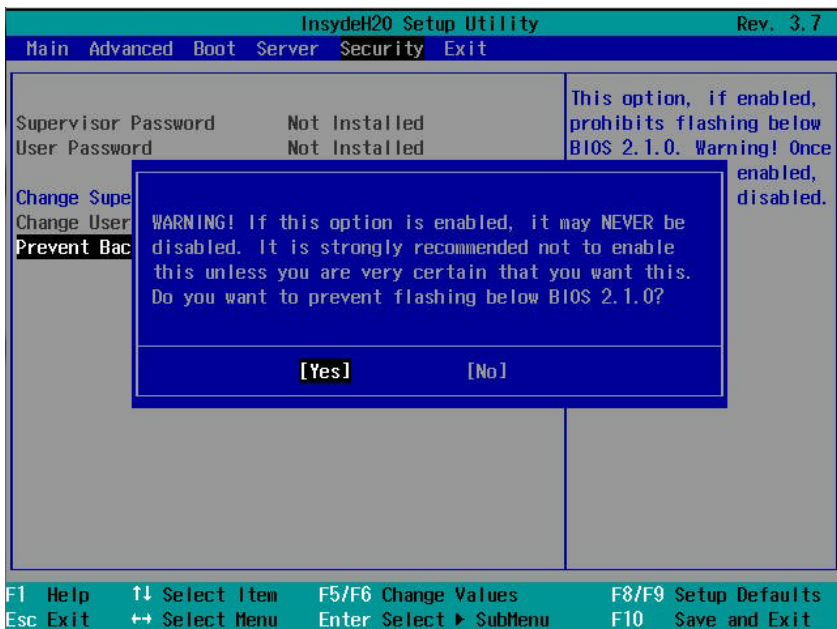 InsydeH20 Setup Utility Rev. 3.7
Main Advanced Boot Server Security Exit
Supervisor Password Not Installed
User Password Not Installed
Change Supe
Change User
Prevent Bac
This option, if enabled,
prohibits flashing below
BIOS 2.1.0. Warning! Once
enabled,
disabled.
WARNING! If this option is enabled, it may NEVER be
disabled. It is strongly recommended not to enable
this unless you are very certain that you want this.
Do you want to prevent flashing below BIOS 2.1.0?
[Yes] [No]
F1 Help ↑↓ Select Item F5/F6 Change Values F8/F9 Setup Defaults
Esc Exit ↔ Select Menu Enter Select ▶ SubMenu F10 Save and Exit